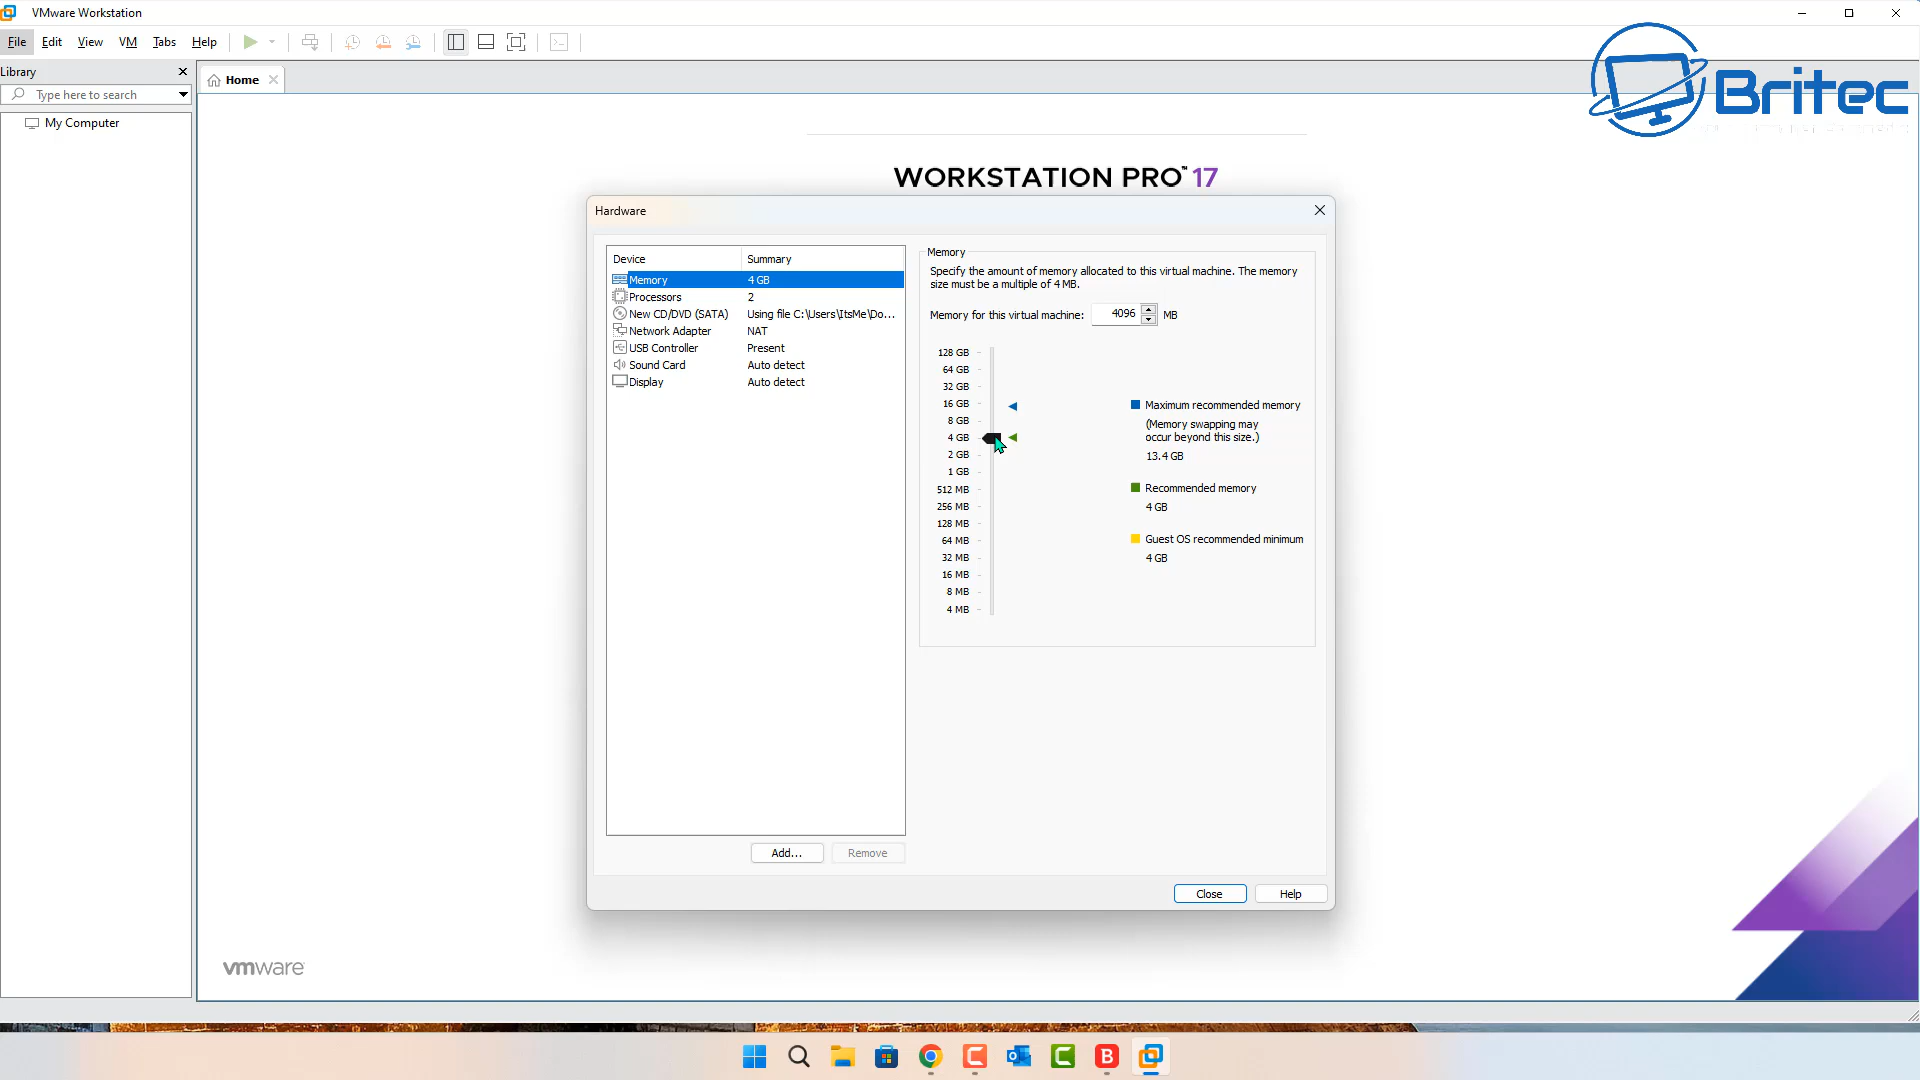 VMware Workstation
File Edit View VM Tabs Help
Library
Type here to search
My Computer
Home
Britec
WORKSTATION PRO™ 17
Hardware
Device Summary
Memory 4 GB
Processors 2
New CD/DVD (SATA) Using file C:\Users\ItsMe\Do...
Network Adapter NAT
USB Controller Present
Sound Card Auto detect
Display Auto detect
Add...
Remove
Memory
Specify the amount of memory allocated to this virtual machine. The memory
size must be a multiple of 4 MB.
Memory for this virtual machine: 4096 MB
128 GB
64 GB
32 GB
16 GB
8 GB
4 GB
2 GB
1 GB
512 MB
256 MB
128 MB
64 MB
32 MB
16 MB
8 MB
4 MB
Maximum recommended memory
(Memory swapping may
occur beyond this size.)
13.4 GB
Recommended memory
4 GB
Guest OS recommended minimum
4 GB
Close
Help
vmware
B